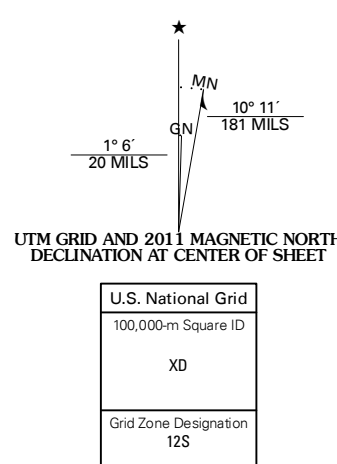 ★
MN
GN
10° 11´
181 MILS
1° 6´
20 MILS
UTM GRID AND 2011 MAGNETIC NORTH
DECLINATION AT CENTER OF SHEET
U.S. National Grid
100,000-m Square ID
XD
Grid Zone Designation
12S